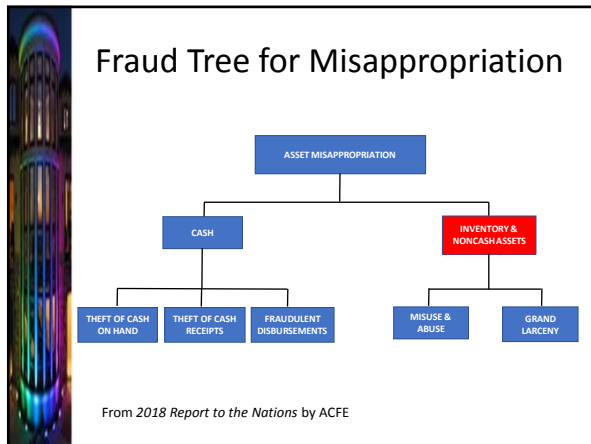 Fraud Tree for Misappropriation
ASSET MISAPPROPRIATION
CASH
INVENTORY &
NONCASH ASSETS
THEFT OF CASH
ON HAND
THEFT OF CASH
RECEIPTS
FRAUDULENT
DISBURSEMENTS
MISUSE &
ABUSE
GRAND
LARCENY
From 2018 Report to the Nations by ACFE